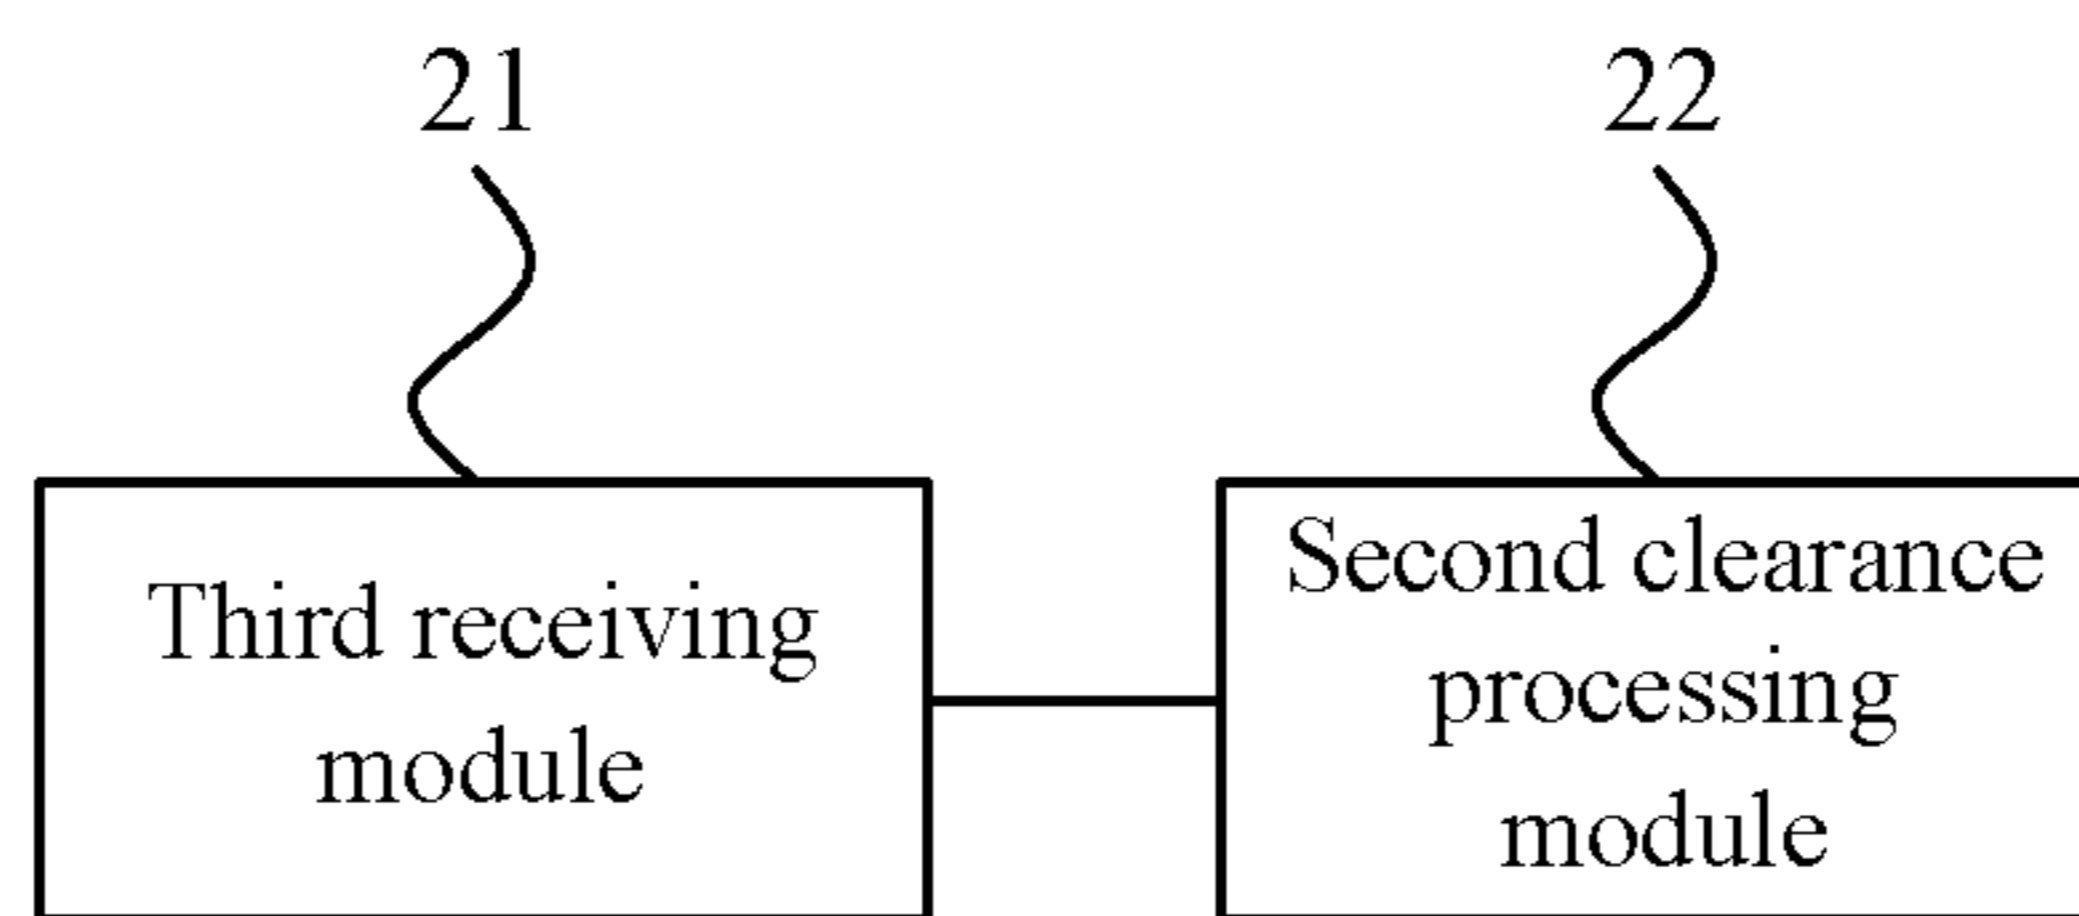 21
22
Third receiving
module
Second clearance
processing
module